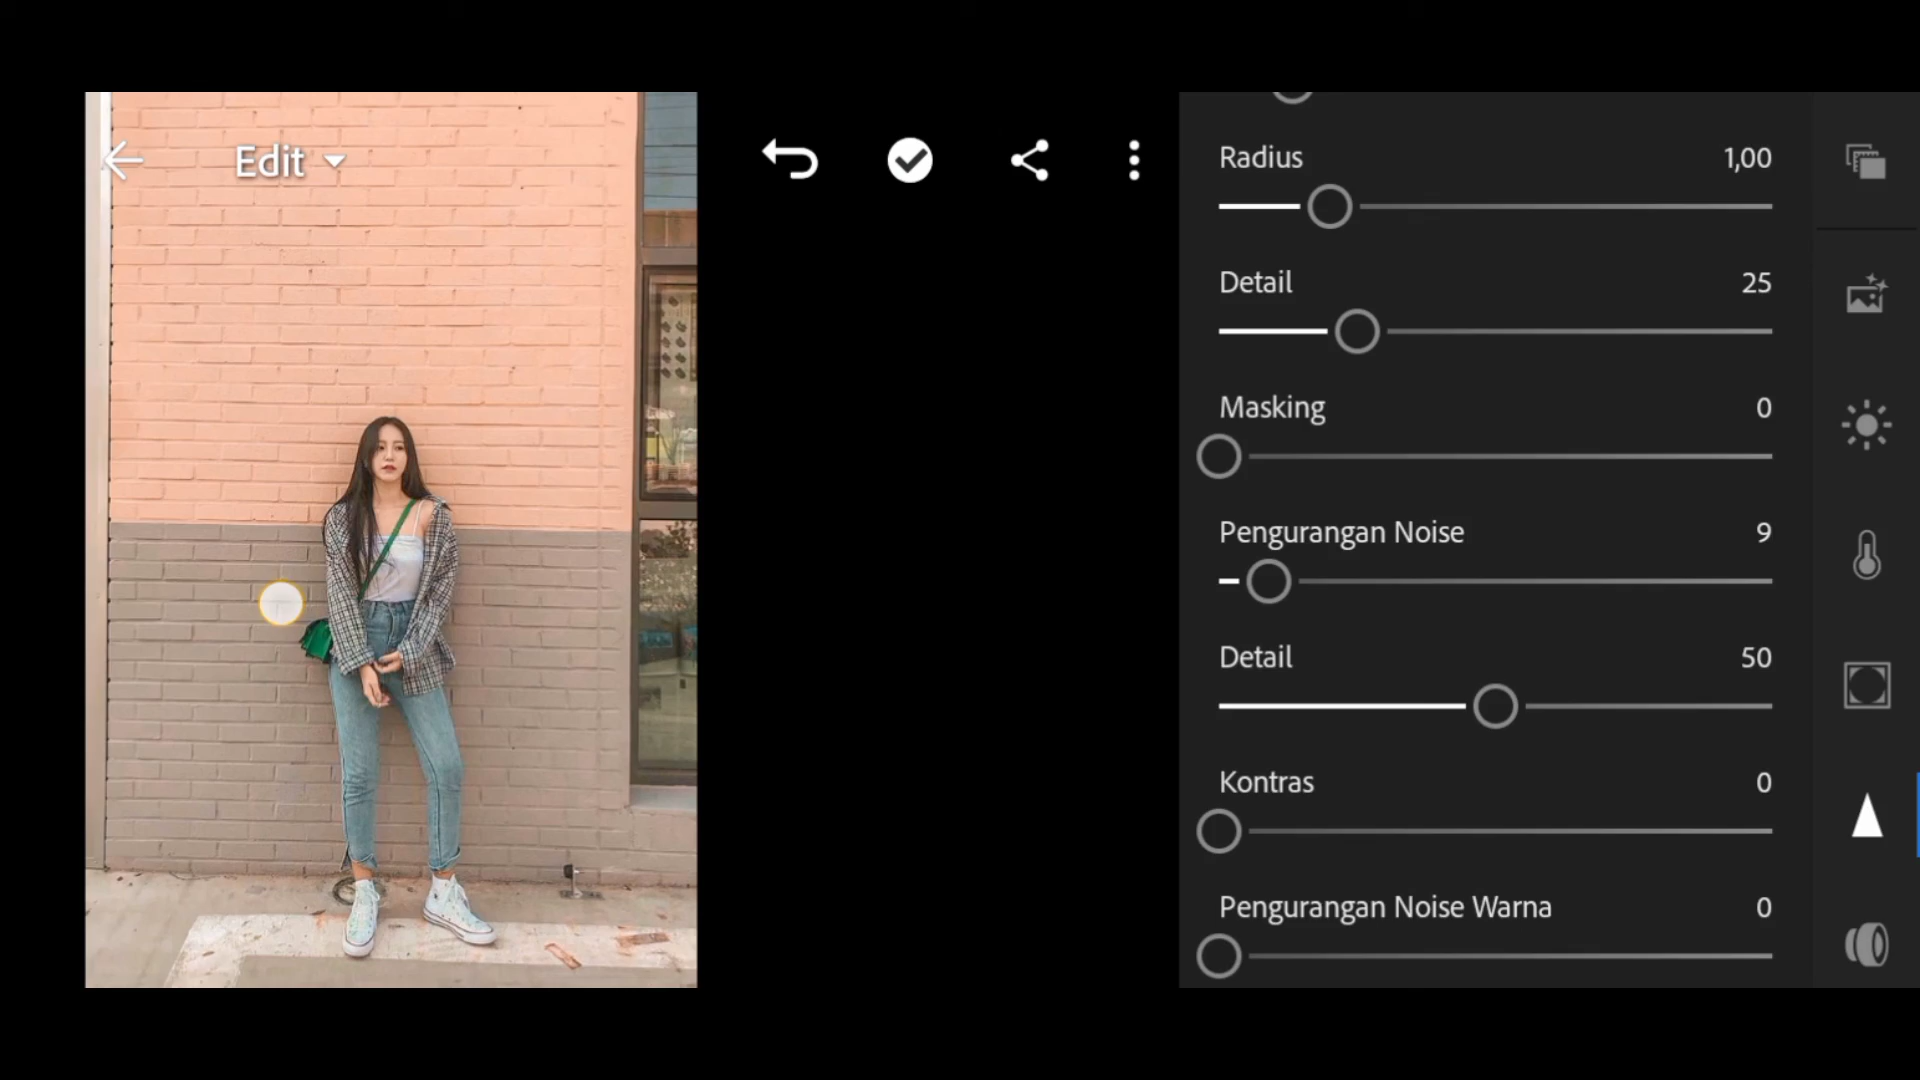 Edit
Radius 1,00
Detail 25
Masking 0
Pengurangan Noise 9
Detail 50
Kontras 0
Pengurangan Noise Warna 0